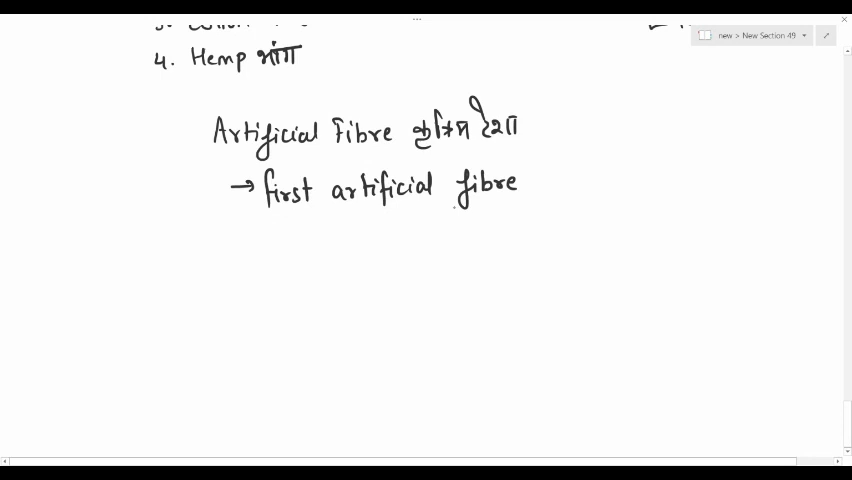 new > New Section 49
4. Hemp भांग
Artificial Fibre कृत्रिम रेशा
→ First artificial fibre